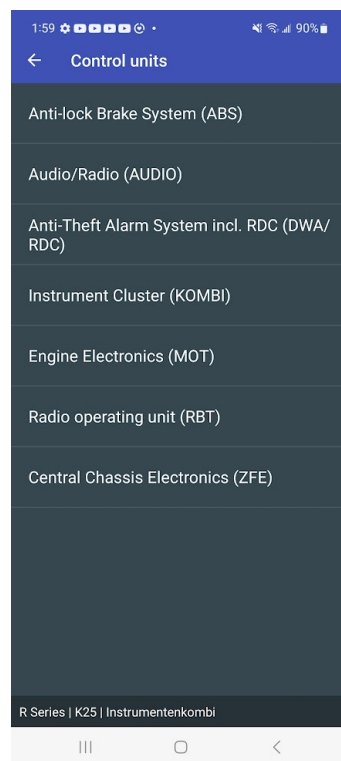 1:59
90%
Control units
Anti-lock Brake System (ABS)
Audio/Radio (AUDIO)
Anti-Theft Alarm System incl. RDC (DWA/
RDC)
Instrument Cluster (KOMBI)
Engine Electronics (MOT)
Radio operating unit (RBT)
Central Chassis Electronics (ZFE)
R Series | K25 | Instrumentenkombi